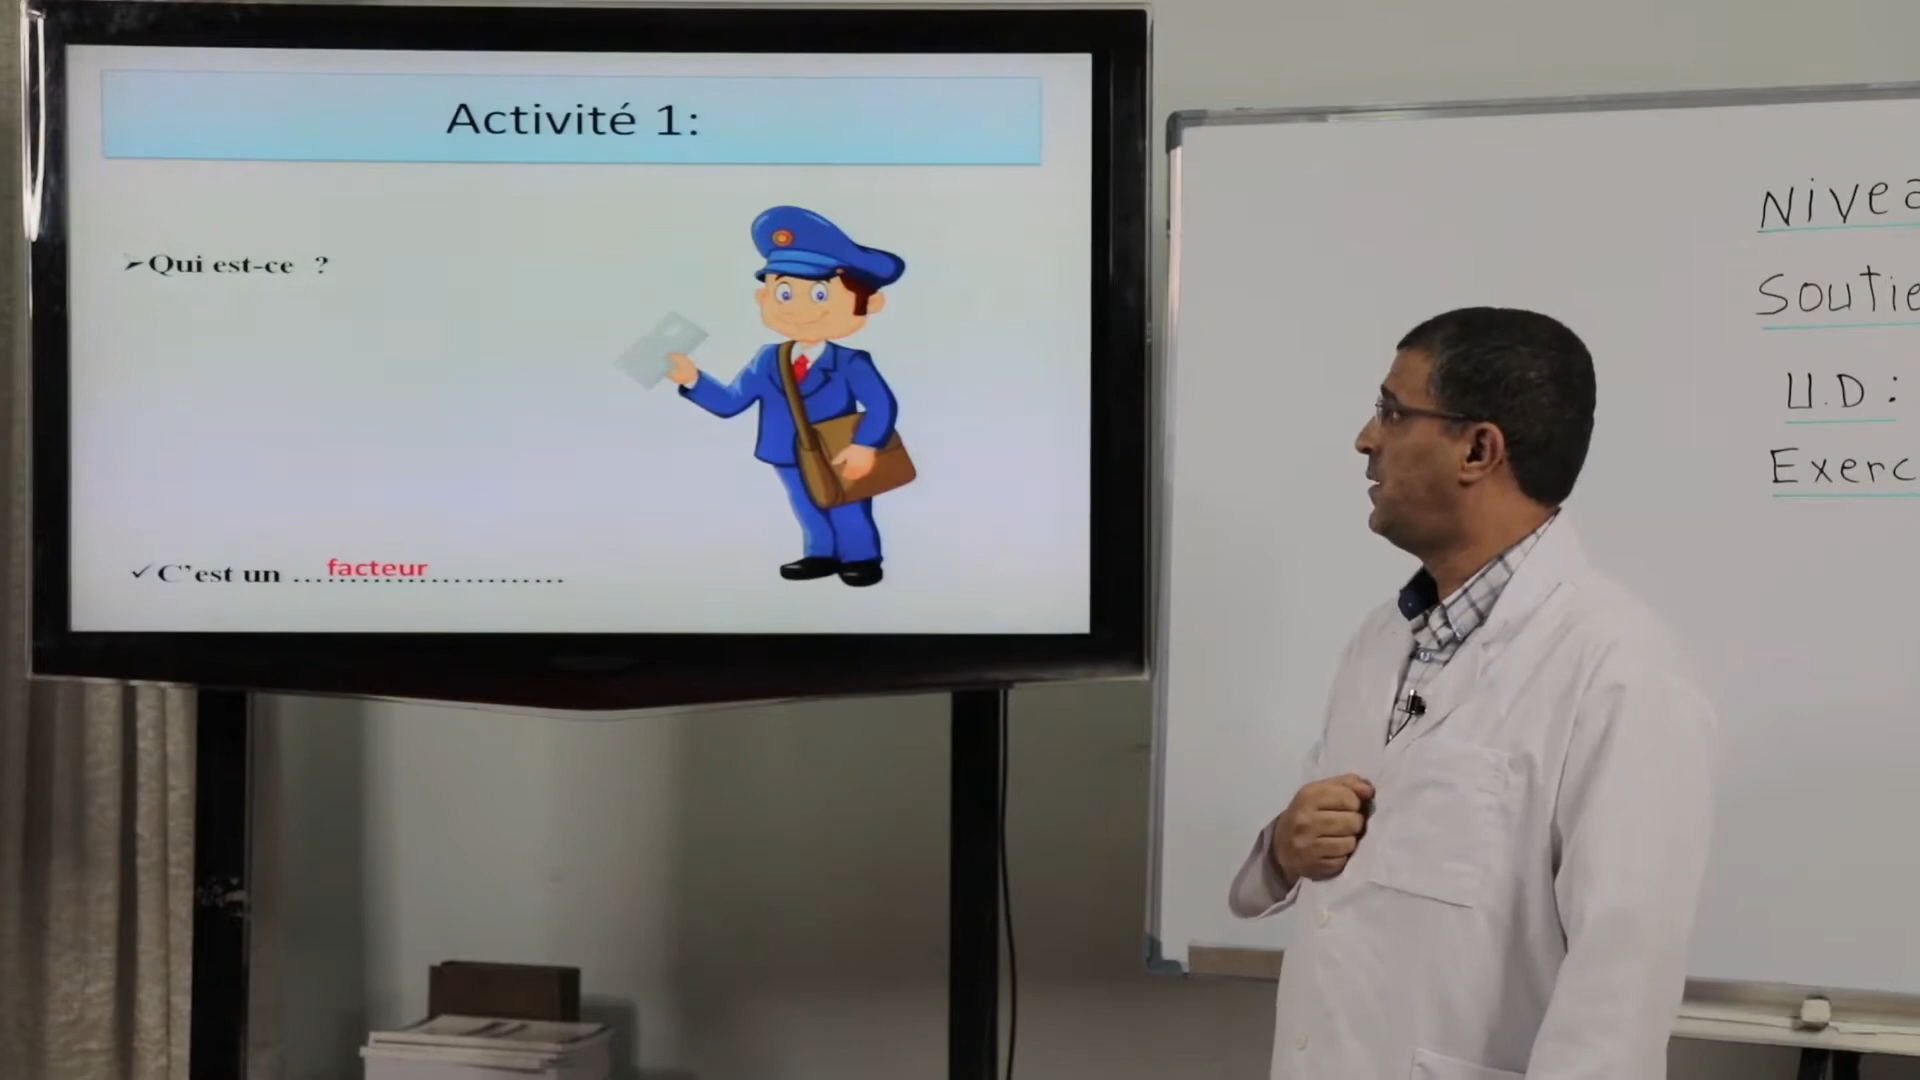 Activité 1:
➢Qui est-ce ?
✓C"est un ....facteur........................
Nivea
Soutie
U.D :
Exerc